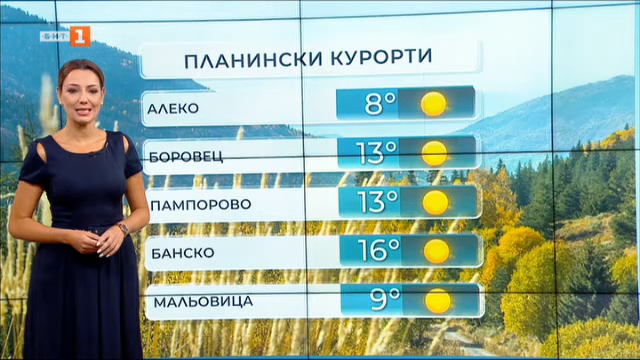 БНТ 1
ПЛАНИНСКИ КУРОРТИ
АЛЕКО 8°
БОРОВЕЦ 13°
ПАМПОРОВО 13°
БАНСКО 16°
МАЛЬОВИЦА 9°